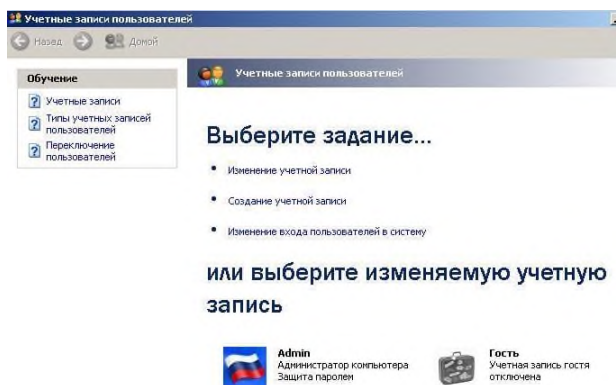 Учетные записи пользователей
Назад
Домой
Обучение
Учетные записи
Типы учетных записей
пользователей
Переключение
пользователей
Учетные записи пользователей
Выберите задание...
Изменение учетной записи
Создание учетной записи
Изменение входа пользователей в систему
или выберите изменяемую учетную
запись
Admin
Администратор компьютера
Защита паролем
Гость
Учетная запись гостя
отключена